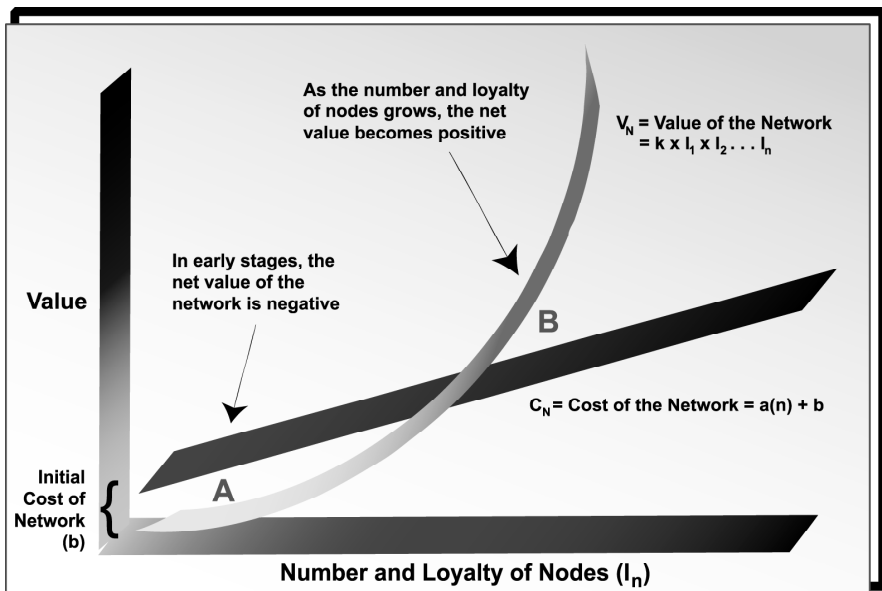 As the number and loyalty
of nodes grows, the net
value becomes positive
V_N = Value of the Network
= k x l_1 x l_2 . . . l_n
In early stages, the
net value of the
network is negative
Value
B
C_N = Cost of the Network = a(n) + b
A
Initial
Cost of
Network
(b)
{
Number and Loyalty of Nodes (l_n)